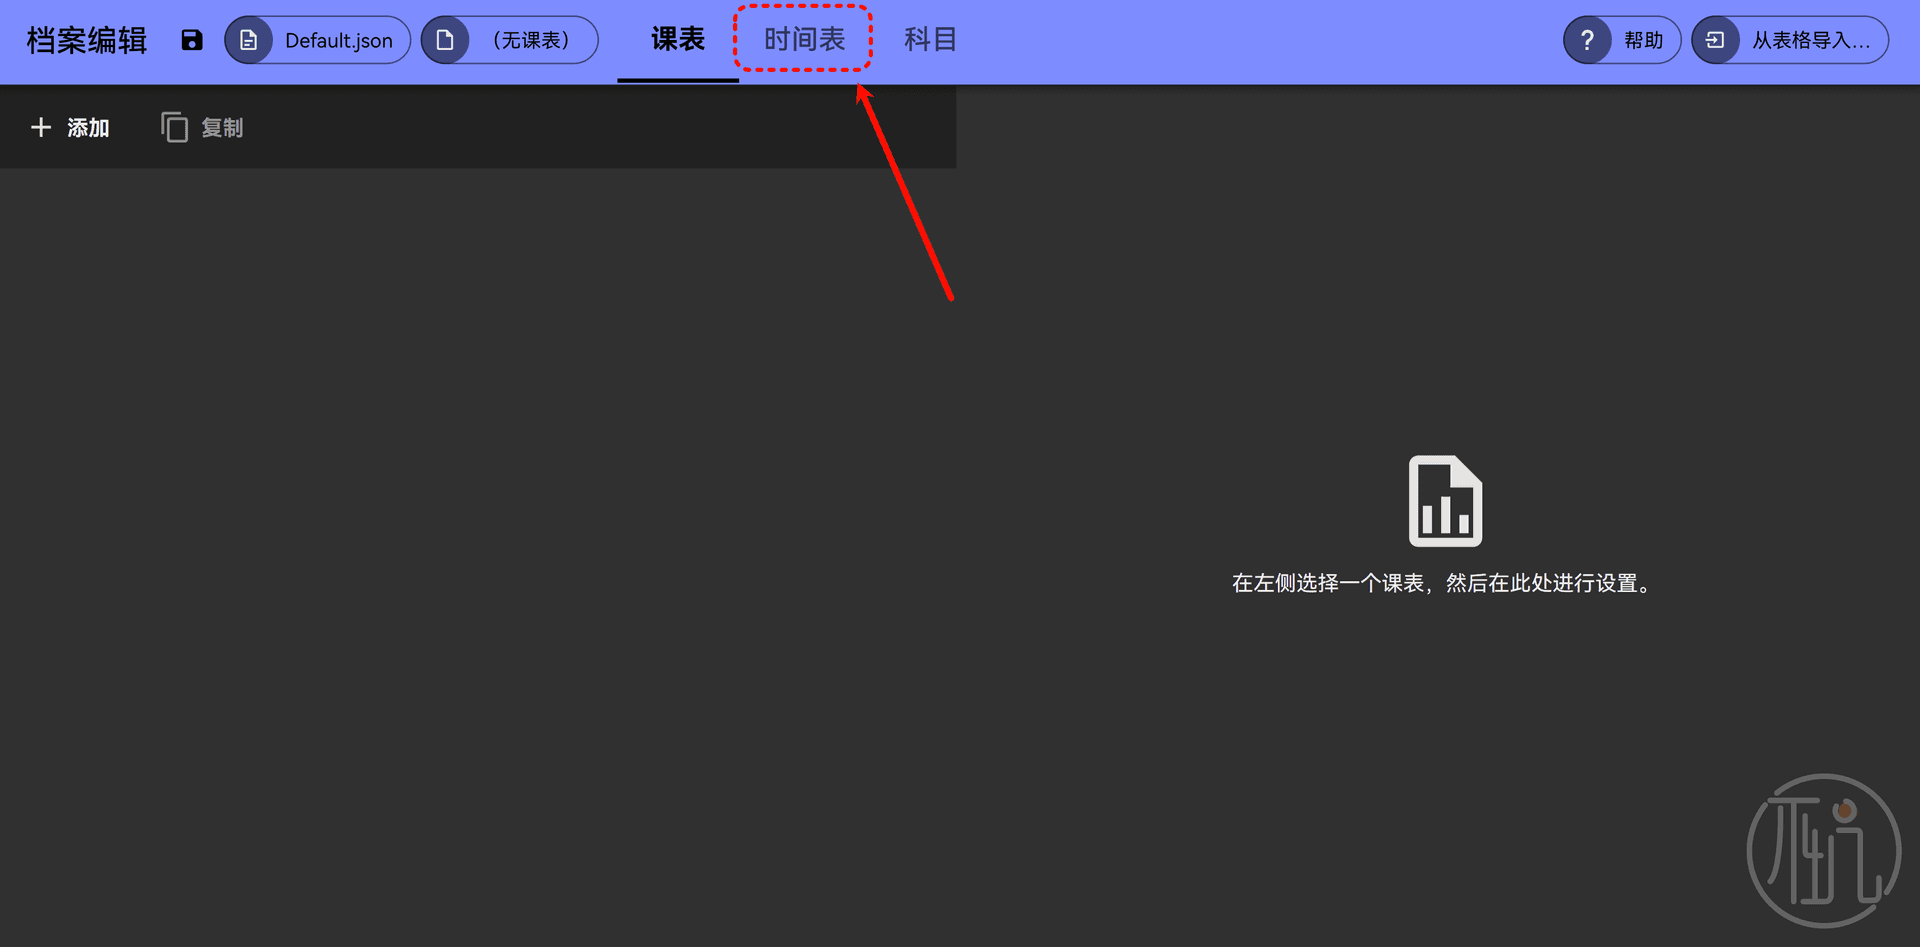 档案编辑 Default.json （无课表） 课表 时间表 科目 ? 帮助 从表格导入...
添加 复制
在左侧选择一个课表，然后在此处进行设置。